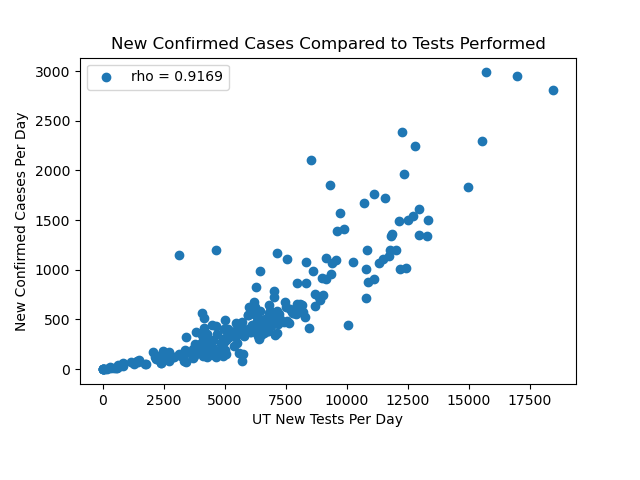 New Confirmed Cases Compared to Tests Performed
rho = 0.9169
New Confirmed Caeses Per Day
3000
2500
2000
1500
1000
500
0
0 2500 5000 7500 10000 12500 15000 17500
UT New Tests Per Day